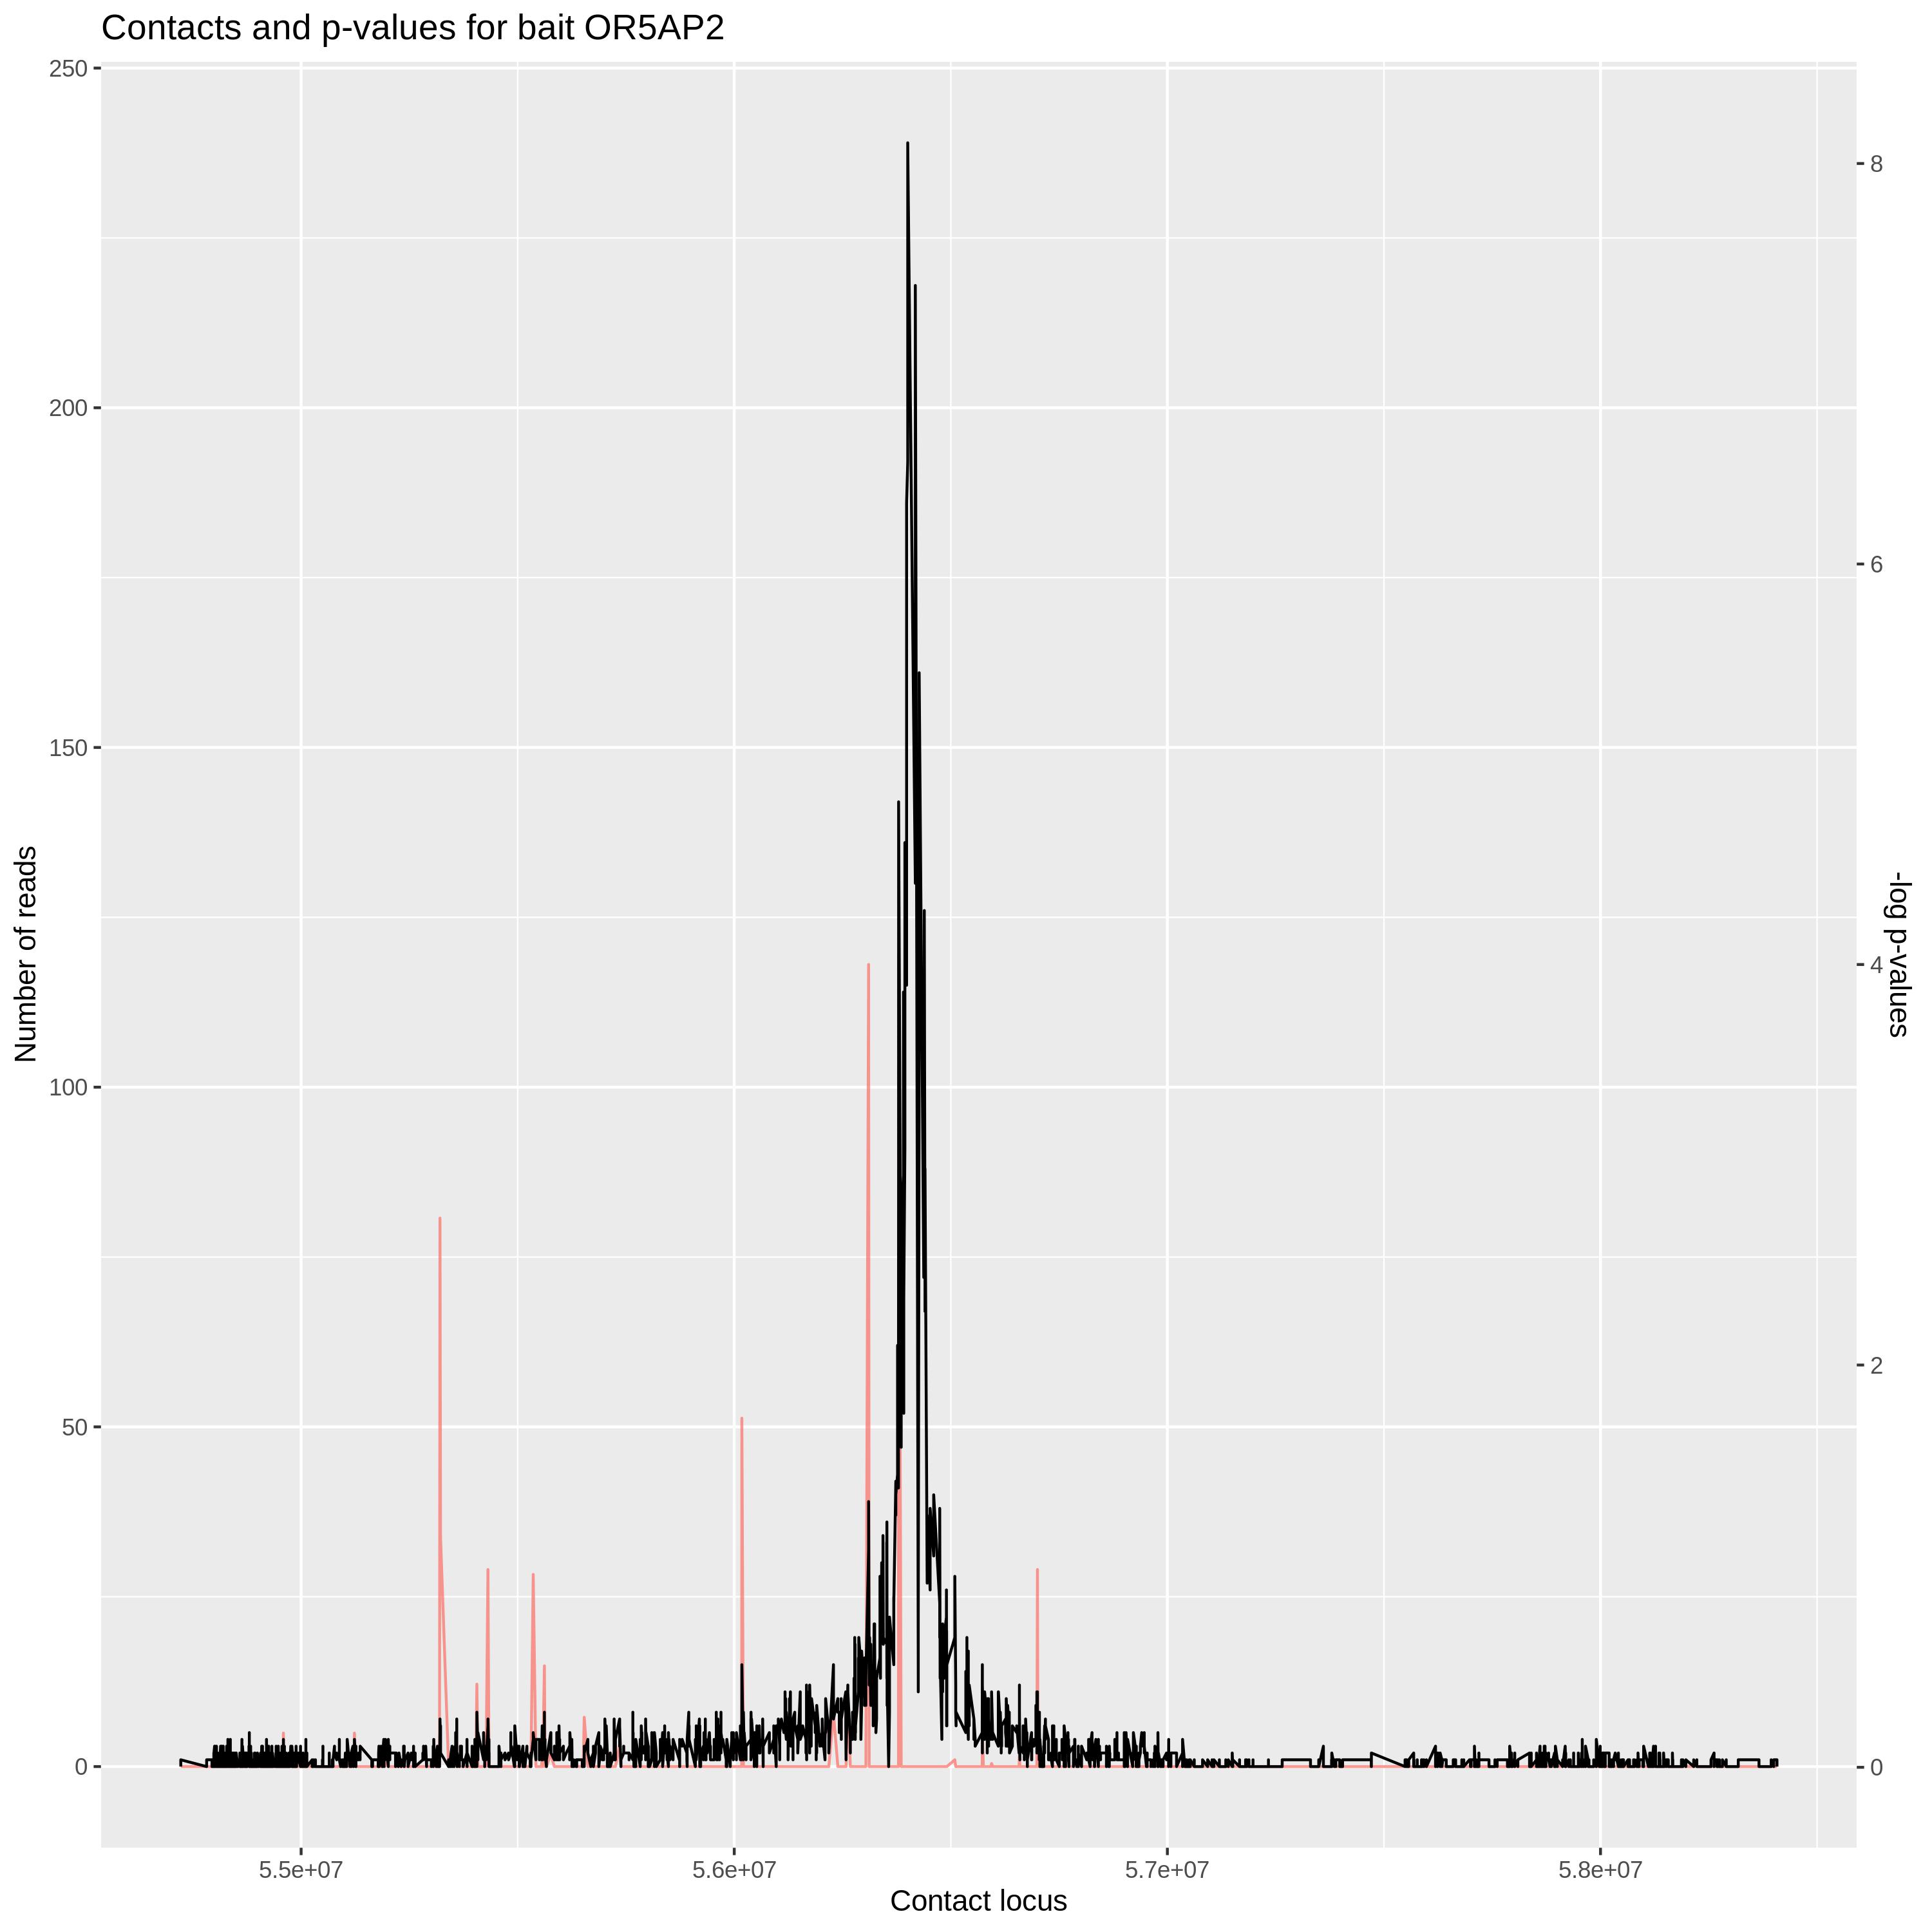 Contacts and p-values for bait OR5AP2
250
200
150
100
50
0
Number of reads
8
6
4
2
0
-log p-values
5.5e+07
5.6e+07
5.7e+07
5.8e+07
Contact locus